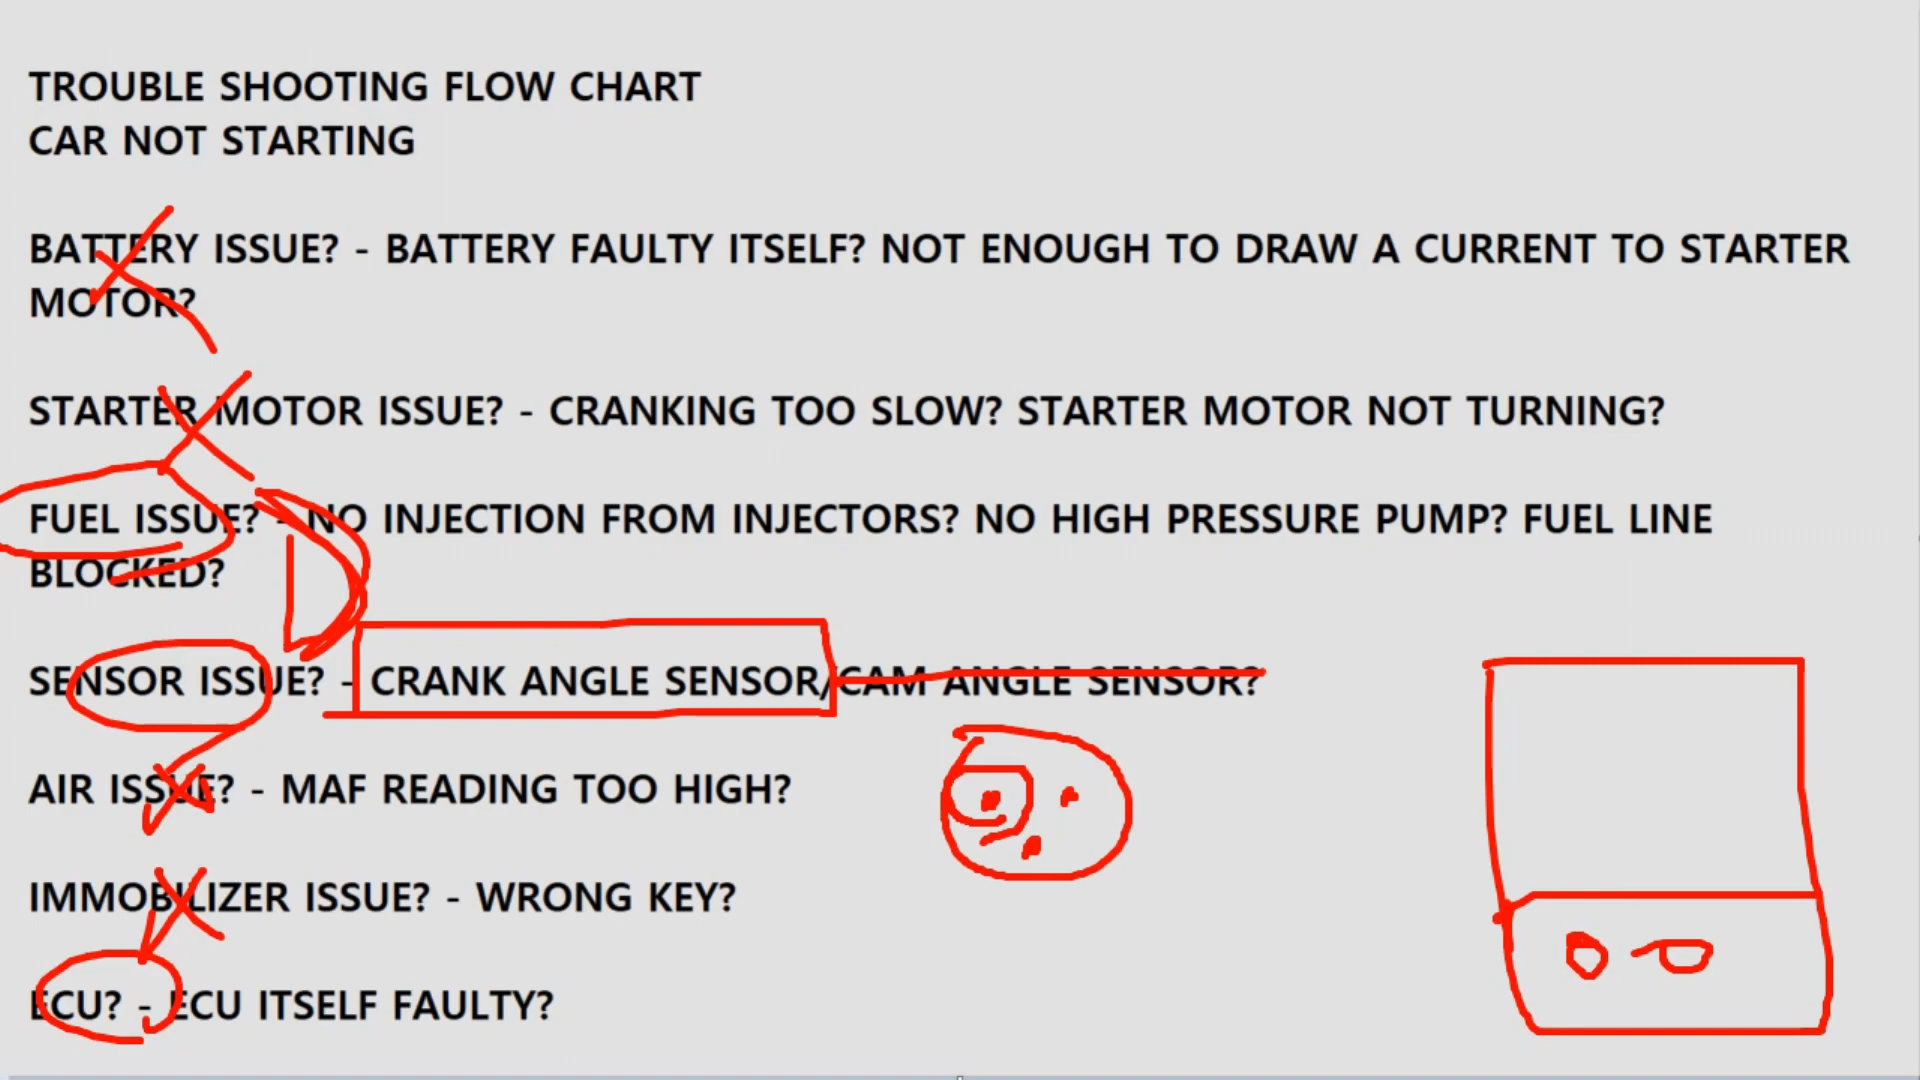 TROUBLE SHOOTING FLOW CHART
CAR NOT STARTING
BATTERY ISSUE? - BATTERY FAULTY ITSELF? NOT ENOUGH TO DRAW A CURRENT TO STARTER
MOTOR?
STARTER MOTOR ISSUE? - CRANKING TOO SLOW? STARTER MOTOR NOT TURNING?
FUEL ISSUE? - NO INJECTION FROM INJECTORS? NO HIGH PRESSURE PUMP? FUEL LINE
BLOCKED?
SENSOR ISSUE? - CRANK ANGLE SENSOR/CAM ANGLE SENSOR?
AIR ISSUE? - MAF READING TOO HIGH?
IMMOBILIZER ISSUE? - WRONG KEY?
ECU? - ECU ITSELF FAULTY?